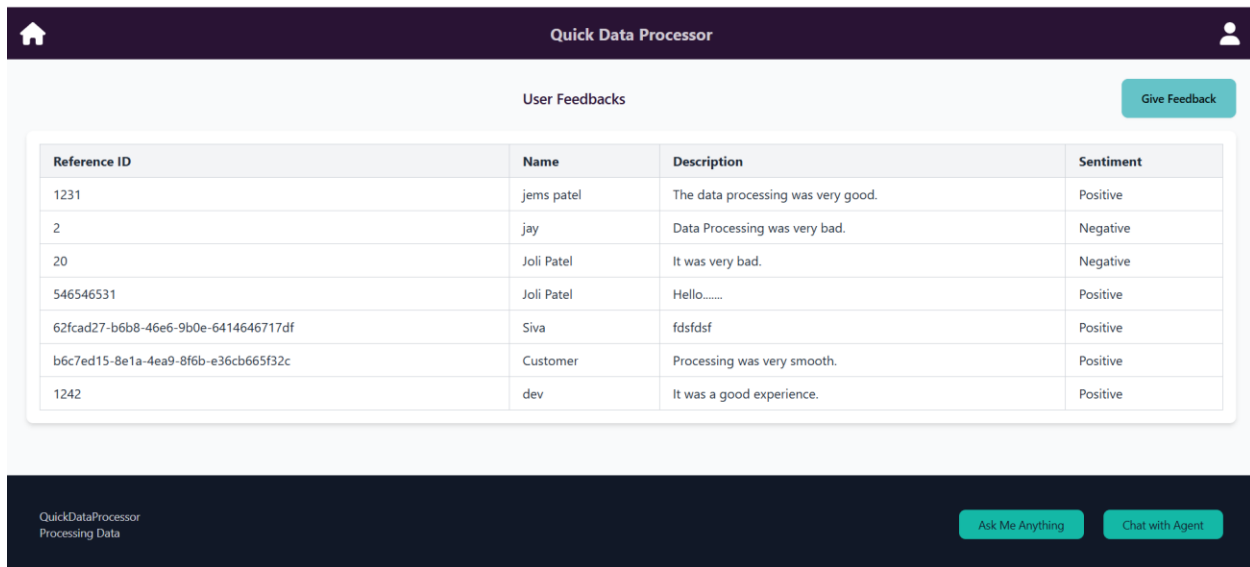 Quick Data Processor
User Feedbacks
Give Feedback
Reference ID Name Description Sentiment
1231 jems patel The data processing was very good. Positive
2 jay Data Processing was very bad. Negative
20 Joli Patel It was very bad. Negative
546546531 Joli Patel Hello....... Positive
62fcad27-b6b8-46e6-9b0e-6414646717df Siva fdsfdsf Positive
b6c7ed15-8e1a-4ea9-8f6b-e36cb665f32c Customer Processing was very smooth. Positive
1242 dev It was a good experience. Positive
QuickDataProcessor
Processing Data
Ask Me Anything
Chat with Agent